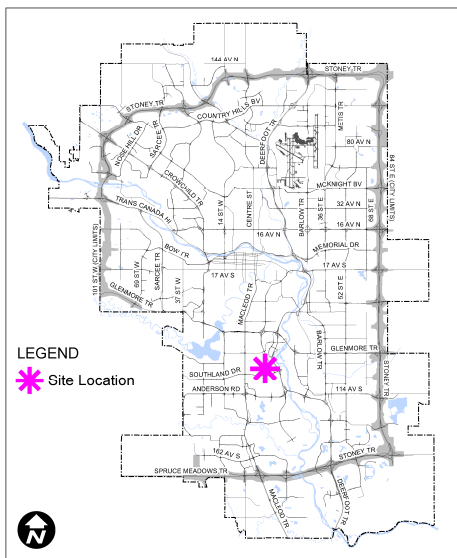 144 AV N
STONEY TR
STONEY TR
COUNTRY HILLS BV
NOSE HILL DR
SARCEE TR
DEERFOOT TR
METIS TR
80 AV N
CROWCHILD TR
MCKNIGHT BV
84 ST E (CITY LIMITS)
14 ST W
CENTRE ST
BARLOW TR
36 ST E
32 AV N
68 ST E
TRANS CANADA HI
16 AV N
16 AV N
BOW TR
MEMORIAL DR
17 AV S
17 AV S
101 ST W (CITY LIMITS)
69 ST W
SARCEE TR
37 ST W
52 ST E
GLENMORE TR
MACLEOD TR
BARLOW TR
GLENMORE TR
LEGEND
Site Location
SOUTHLAND DR
ANDERSON RD
114 AV S
STONEY TR
162 AV S
STONEY TR
SPRUCE MEADOWS TR
MACLEOD TR
DEERFOOT TR
N